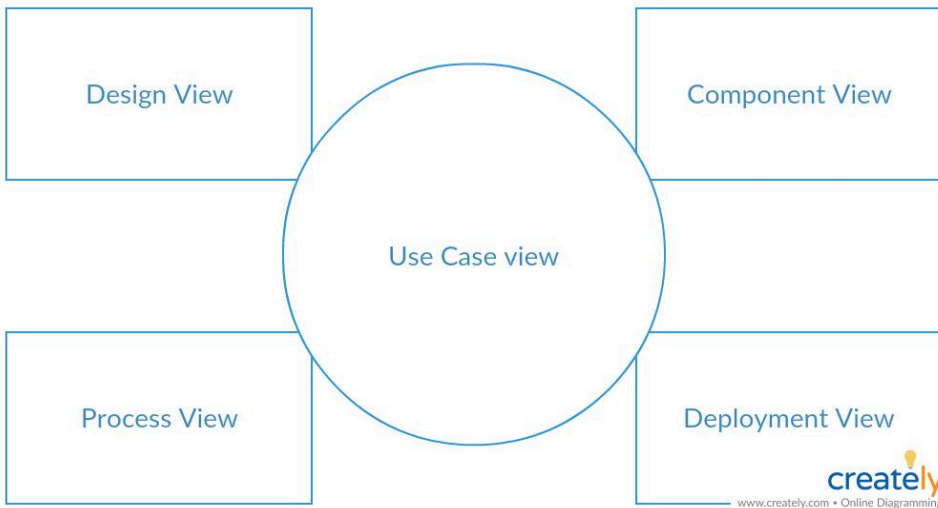 Design View
Component View
Use Case view
Process View
Deployment View
creately
www.creately.com • Online Diagramming